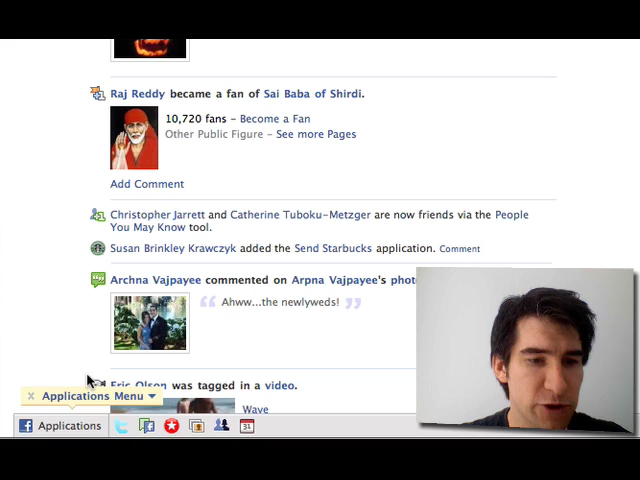 Raj Reddy became a fan of Sai Baba of Shirdi.
10,720 fans – Become a Fan
Other Public Figure – See more Pages
Add Comment
Christopher Jarrett and Catherine Tuboku-Metzger are now friends via the People
You May Know tool.
Susan Brinkley Krawczyk added the Send Starbucks application. Comment
Archna Vajpayee commented on Arpna Vajpayee's
“ Ahww...the newlyweds! ”
Eric Olson was tagged in a video.
x Applications Menu
Wave
Applications
31